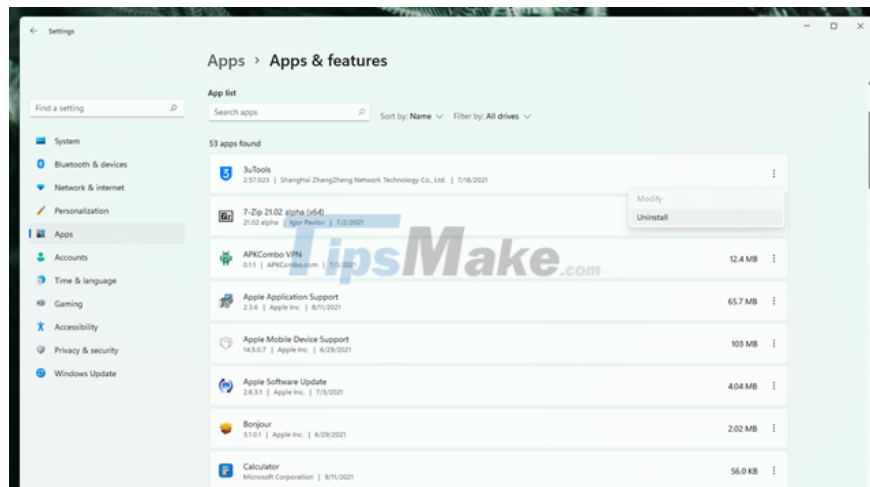 ← Settings
Apps > Apps & features
App list
Find a setting
Search apps
Sort by: Name
Filter by: All drives
System
53 apps found
Bluetooth & devices
Network & internet
Personalization
Apps
Accounts
Time & language
Gaming
Accessibility
Privacy & security
Windows Update
3uTools
2.57.023 | ShangHai ZhangZheng Network Technology Co., Ltd. | 7/18/2021
Modify
Uninstall
7-Zip 21.02 alpha (x64)
21.02 alpha | Igor Pavlov | 7/2/2021
TipsMake.com
APKCombo VPN
0.1.1 | APKCombo.com | 7/3/2021
12.4 MB
Apple Application Support
2.3.6 | Apple Inc. | 8/11/2021
65.7 MB
Apple Mobile Device Support
14.5.0.7 | Apple Inc. | 6/29/2021
103 MB
Apple Software Update
2.6.3.1 | Apple Inc. | 7/3/2021
4.04 MB
Bonjour
3.1.0.1 | Apple Inc. | 6/29/2021
2.02 MB
Calculator
Microsoft Corporation | 9/11/2021
56.0 KB